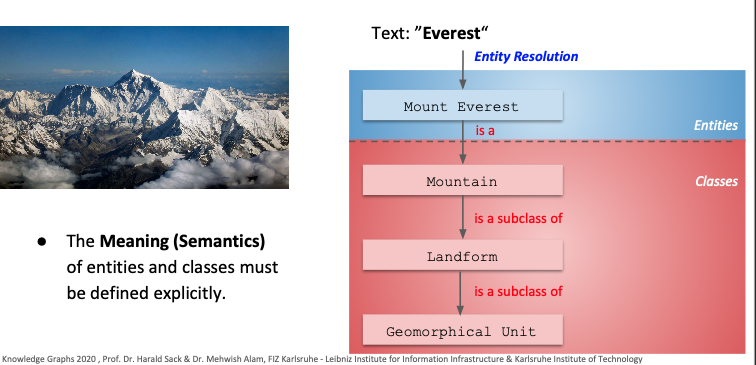 Text: ”Everest“
Entity Resolution
Mount Everest
Entities
is a
Mountain
Classes
is a subclass of
Landform
is a subclass of
Geomorphical Unit
● The Meaning (Semantics)
of entities and classes must
be defined explicitly.
Knowledge Graphs 2020 , Prof. Dr. Harald Sack & Dr. Mehwish Alam, FIZ Karlsruhe - Leibniz Institute for Information Infrastructure & Karlsruhe Institute of Technology